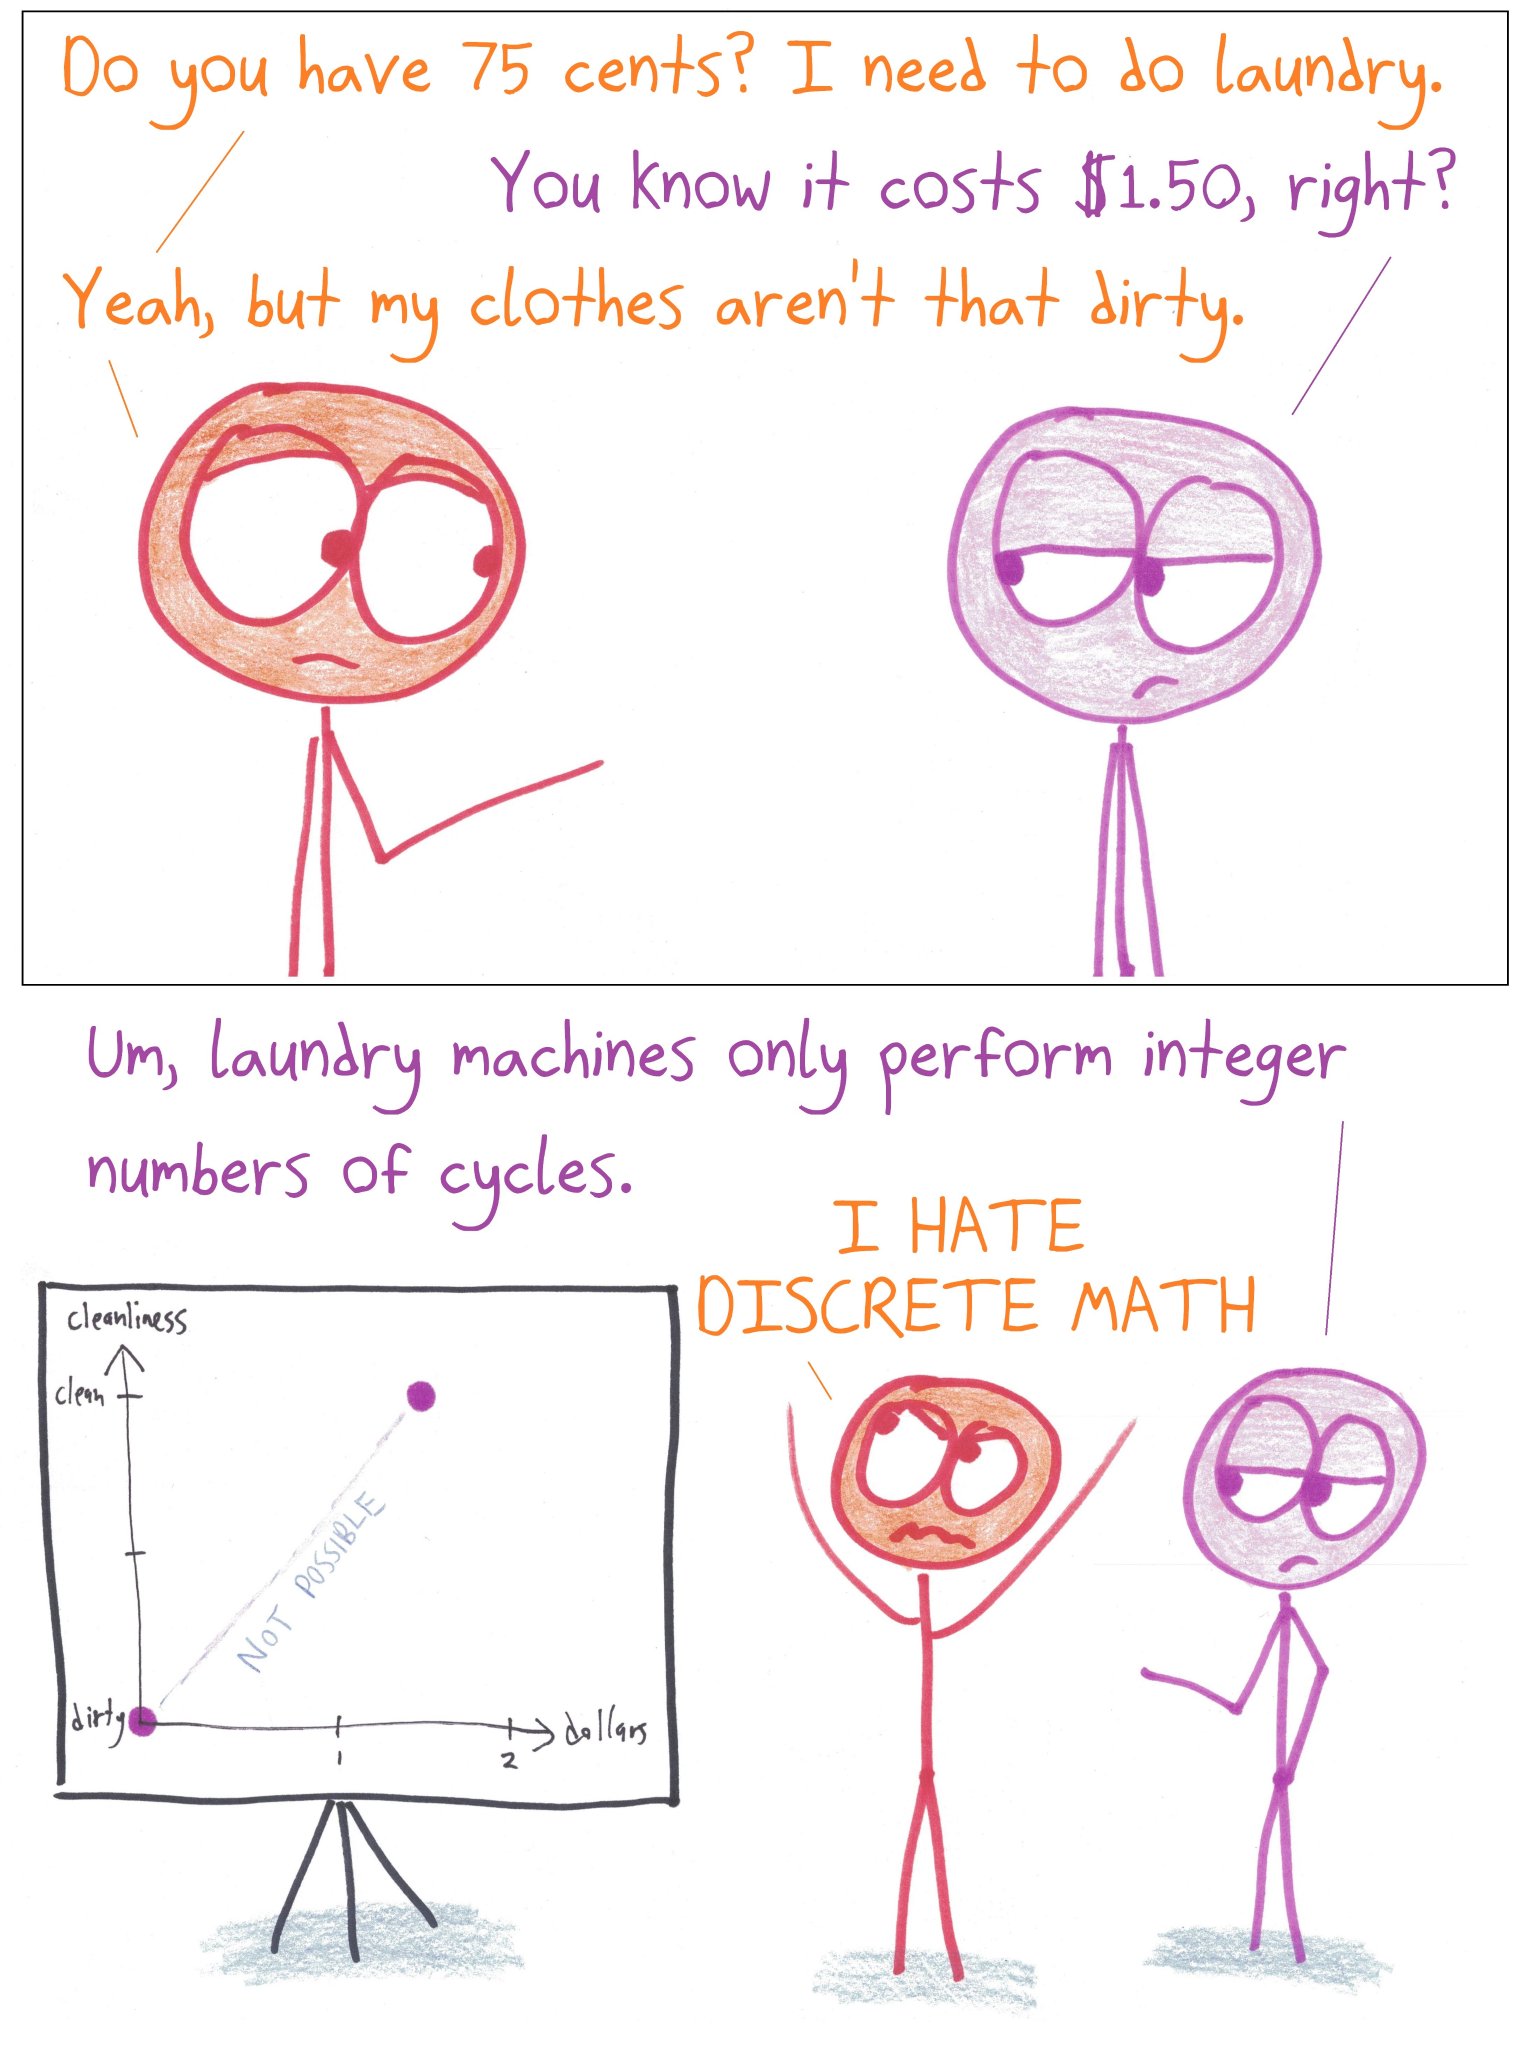 Do you have 75 cents? I need to do laundry.
You know it costs $1.50, right?
Yeah, but my clothes aren't that dirty.
Um, laundry machines only perform integer
numbers of cycles.
I HATE
DISCRETE MATH
cleanliness
clean
NOT POSSIBLE
dirty
dollars
1
2